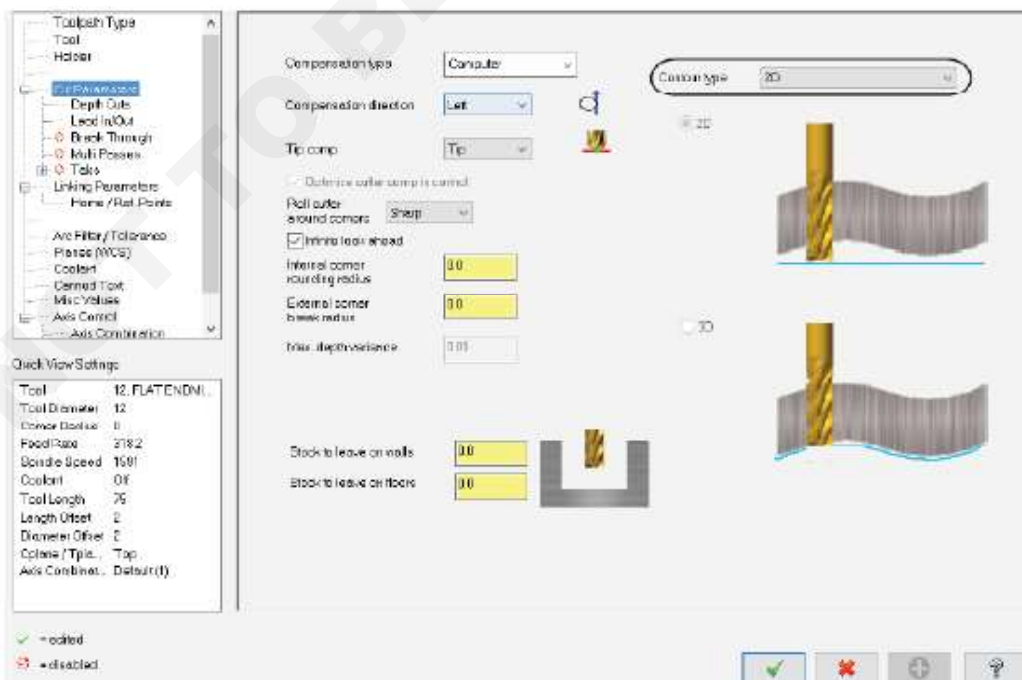 Toolpath Type
Tool
Holder
Cut Parameters
Depth Cuts
Lead In/Out
Break Through
Multi Passes
Tabs
Linking Parameters
Home / Ref. Points
Arc Filter / Tolerance
Planes (WCS)
Coolant
Canned Text
Misc Values
Axis Control
Axis Combination
Quick View Settings
Tool 12. FLAT ENDMI...
Tool Diameter 12
Corner Radius 0
Feed Rate 318.2
Spindle Speed 1591
Coolant Off
Tool Length 75
Length Offset 2
Diameter Offset 2
Cplane / Tpla... Top
Axis Combinat... Default (1)
= edited
= disabled
Compensation type Computer
Compensation direction Left
Tip comp Tip
Optimize cutter comp in control
Roll cutter
around corners Sharp
Infinite look ahead
Internal corner
rounding radius 0.0
External corner
break radius 0.0
Max. depth variance 0.05
Stock to leave on walls 0.0
Stock to leave on floors 0.0
Contour type 2D
2D
3D